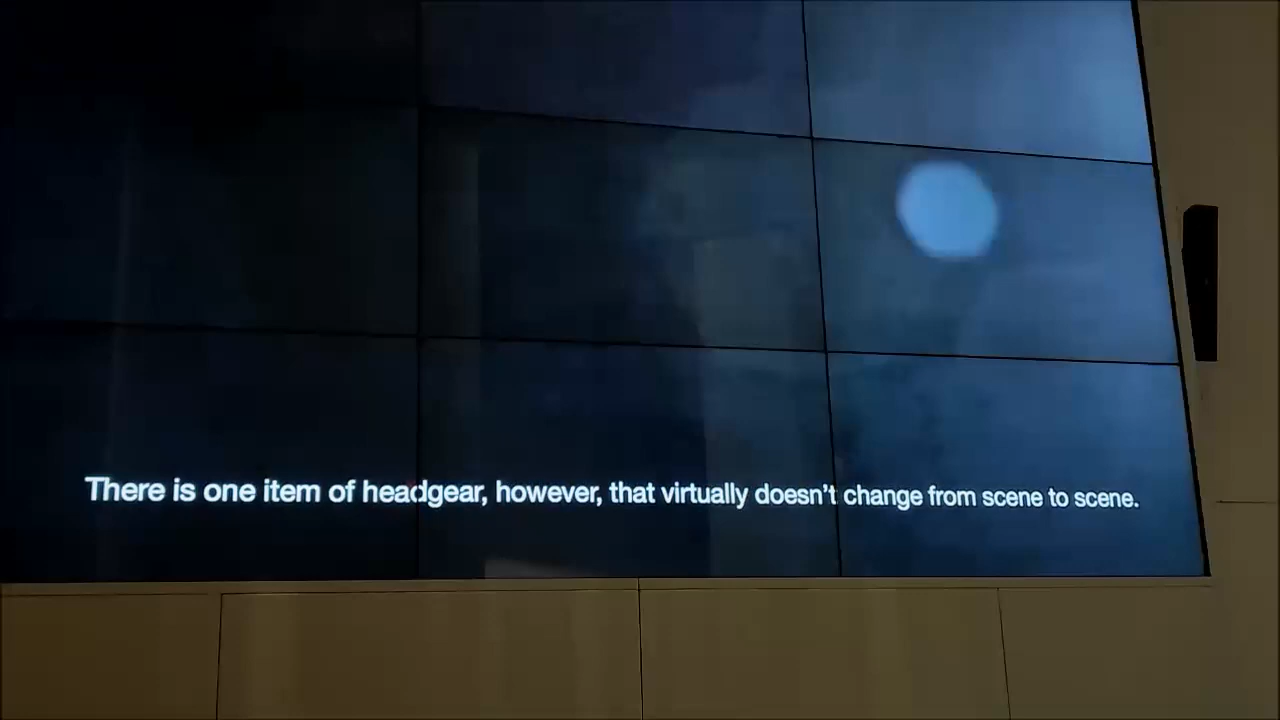 There is one item of headgear, however, that virtually doesn’t change from scene to scene.